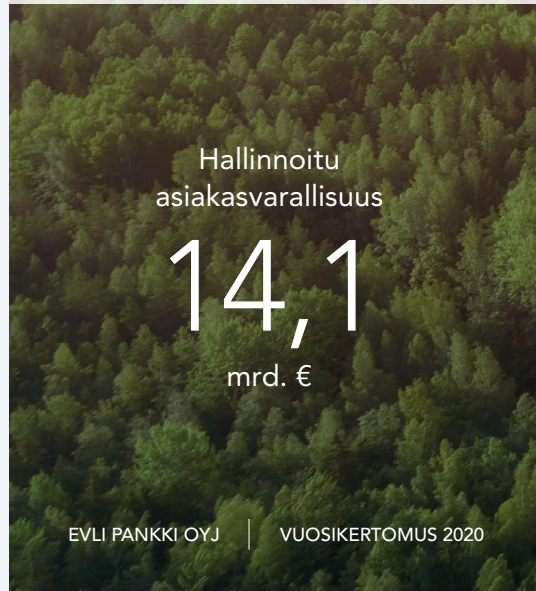 Hallinnoitu
asiakasvarallisuus
14,1
mrd. €
EVLI PANKKI OYJ | VUOSIKERTOMUS 2020